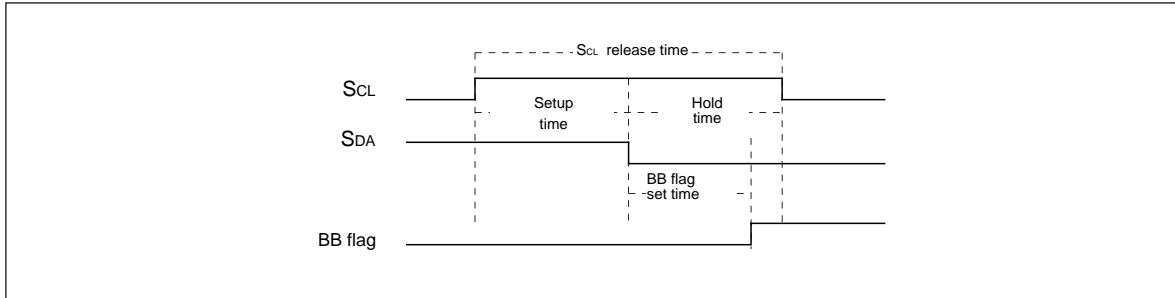 SCL release time
SCL
Setup
time
Hold
time
SDA
BB flag
set time
BB flag